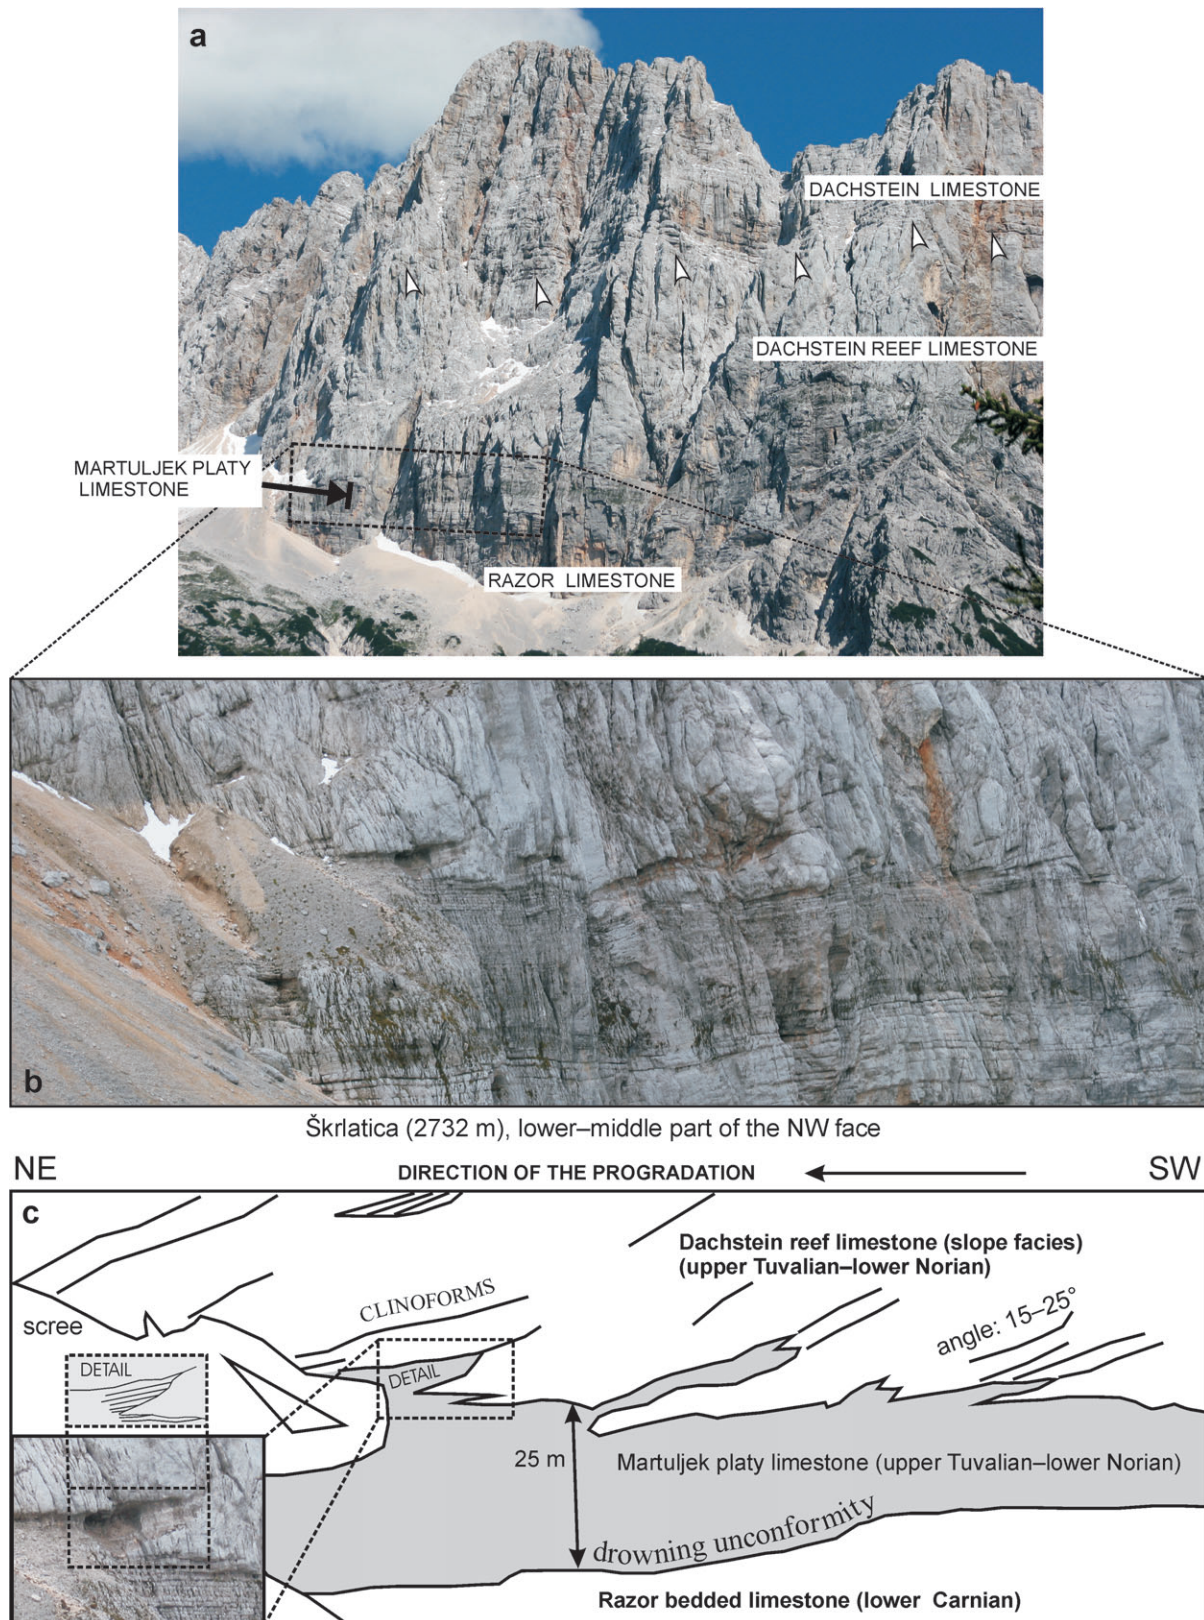 a
DACHSTEIN LIMESTONE
DACHSTEIN REEF LIMESTONE
MARTULJEK PLATY
LIMESTONE
RAZOR LIMESTONE
b
Škrlatica (2732 m), lower–middle part of the NW face
NE
DIRECTION OF THE PROGRADATION
SW
c
Dachstein reef limestone (slope facies)
(upper Tuvalian–lower Norian)
CLINOFORMS
scree
angle: 15–25°
DETAIL
DETAIL
25 m
Martuljek platy limestone (upper Tuvalian–lower Norian)
drowning unconformity
Razor bedded limestone (lower Carnian)